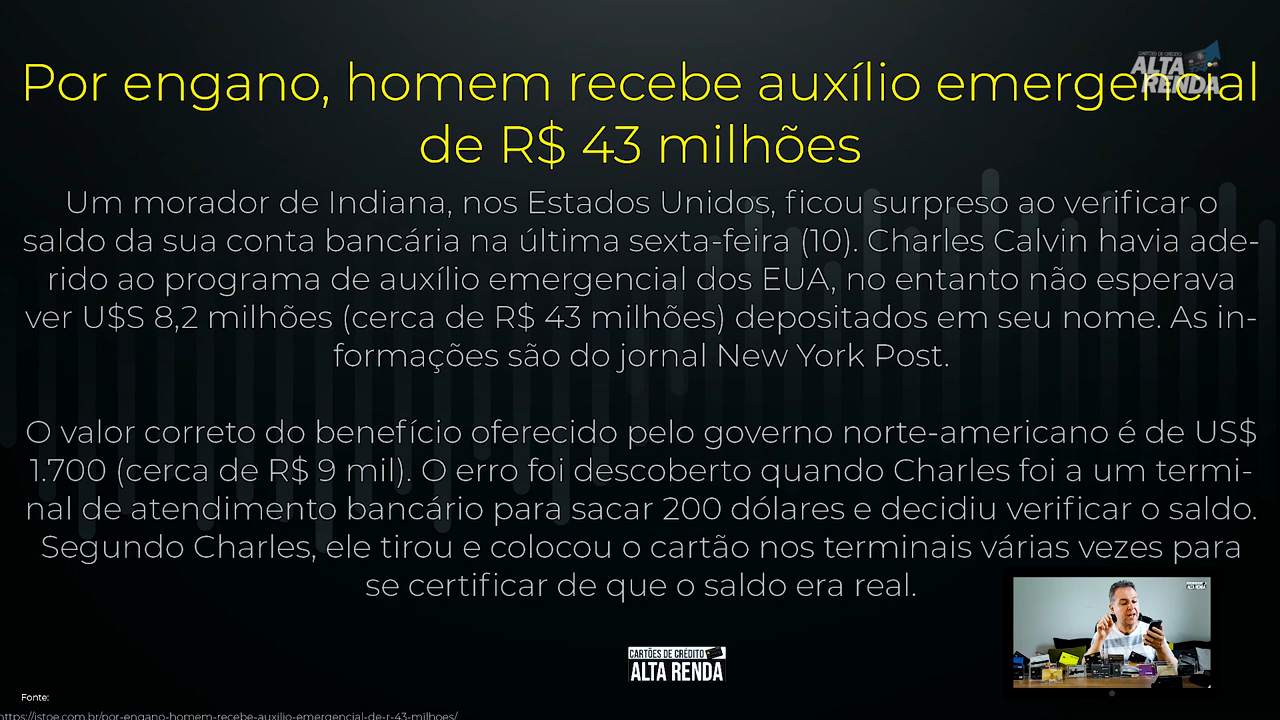 CARTÕES DE CRÉDITO
ALTA
RENDA
Por engano, homem recebe auxílio emergencial
de R$ 43 milhões
Um morador de Indiana, nos Estados Unidos, ficou surpreso ao verificar o
saldo da sua conta bancária na última sexta-feira (10). Charles Calvin havia ade-
rido ao programa de auxílio emergencial dos EUA, no entanto não esperava
ver U$S 8,2 milhões (cerca de R$ 43 milhões) depositados em seu nome. As in-
formações são do jornal New York Post.
O valor correto do benefício oferecido pelo governo norte-americano é de US$
1.700 (cerca de R$ 9 mil). O erro foi descoberto quando Charles foi a um termi-
nal de atendimento bancário para sacar 200 dólares e decidiu verificar o saldo.
Segundo Charles, ele tirou e colocou o cartão nos terminais várias vezes para
se certificar de que o saldo era real.
ALTA
RENDA
CARTÕES DE CRÉDITO
ALTA RENDA
Fonte:
https://istoe.com.br/por-engano-homem-recebe-auxilio-emergencial-de-r-43-milhoes/